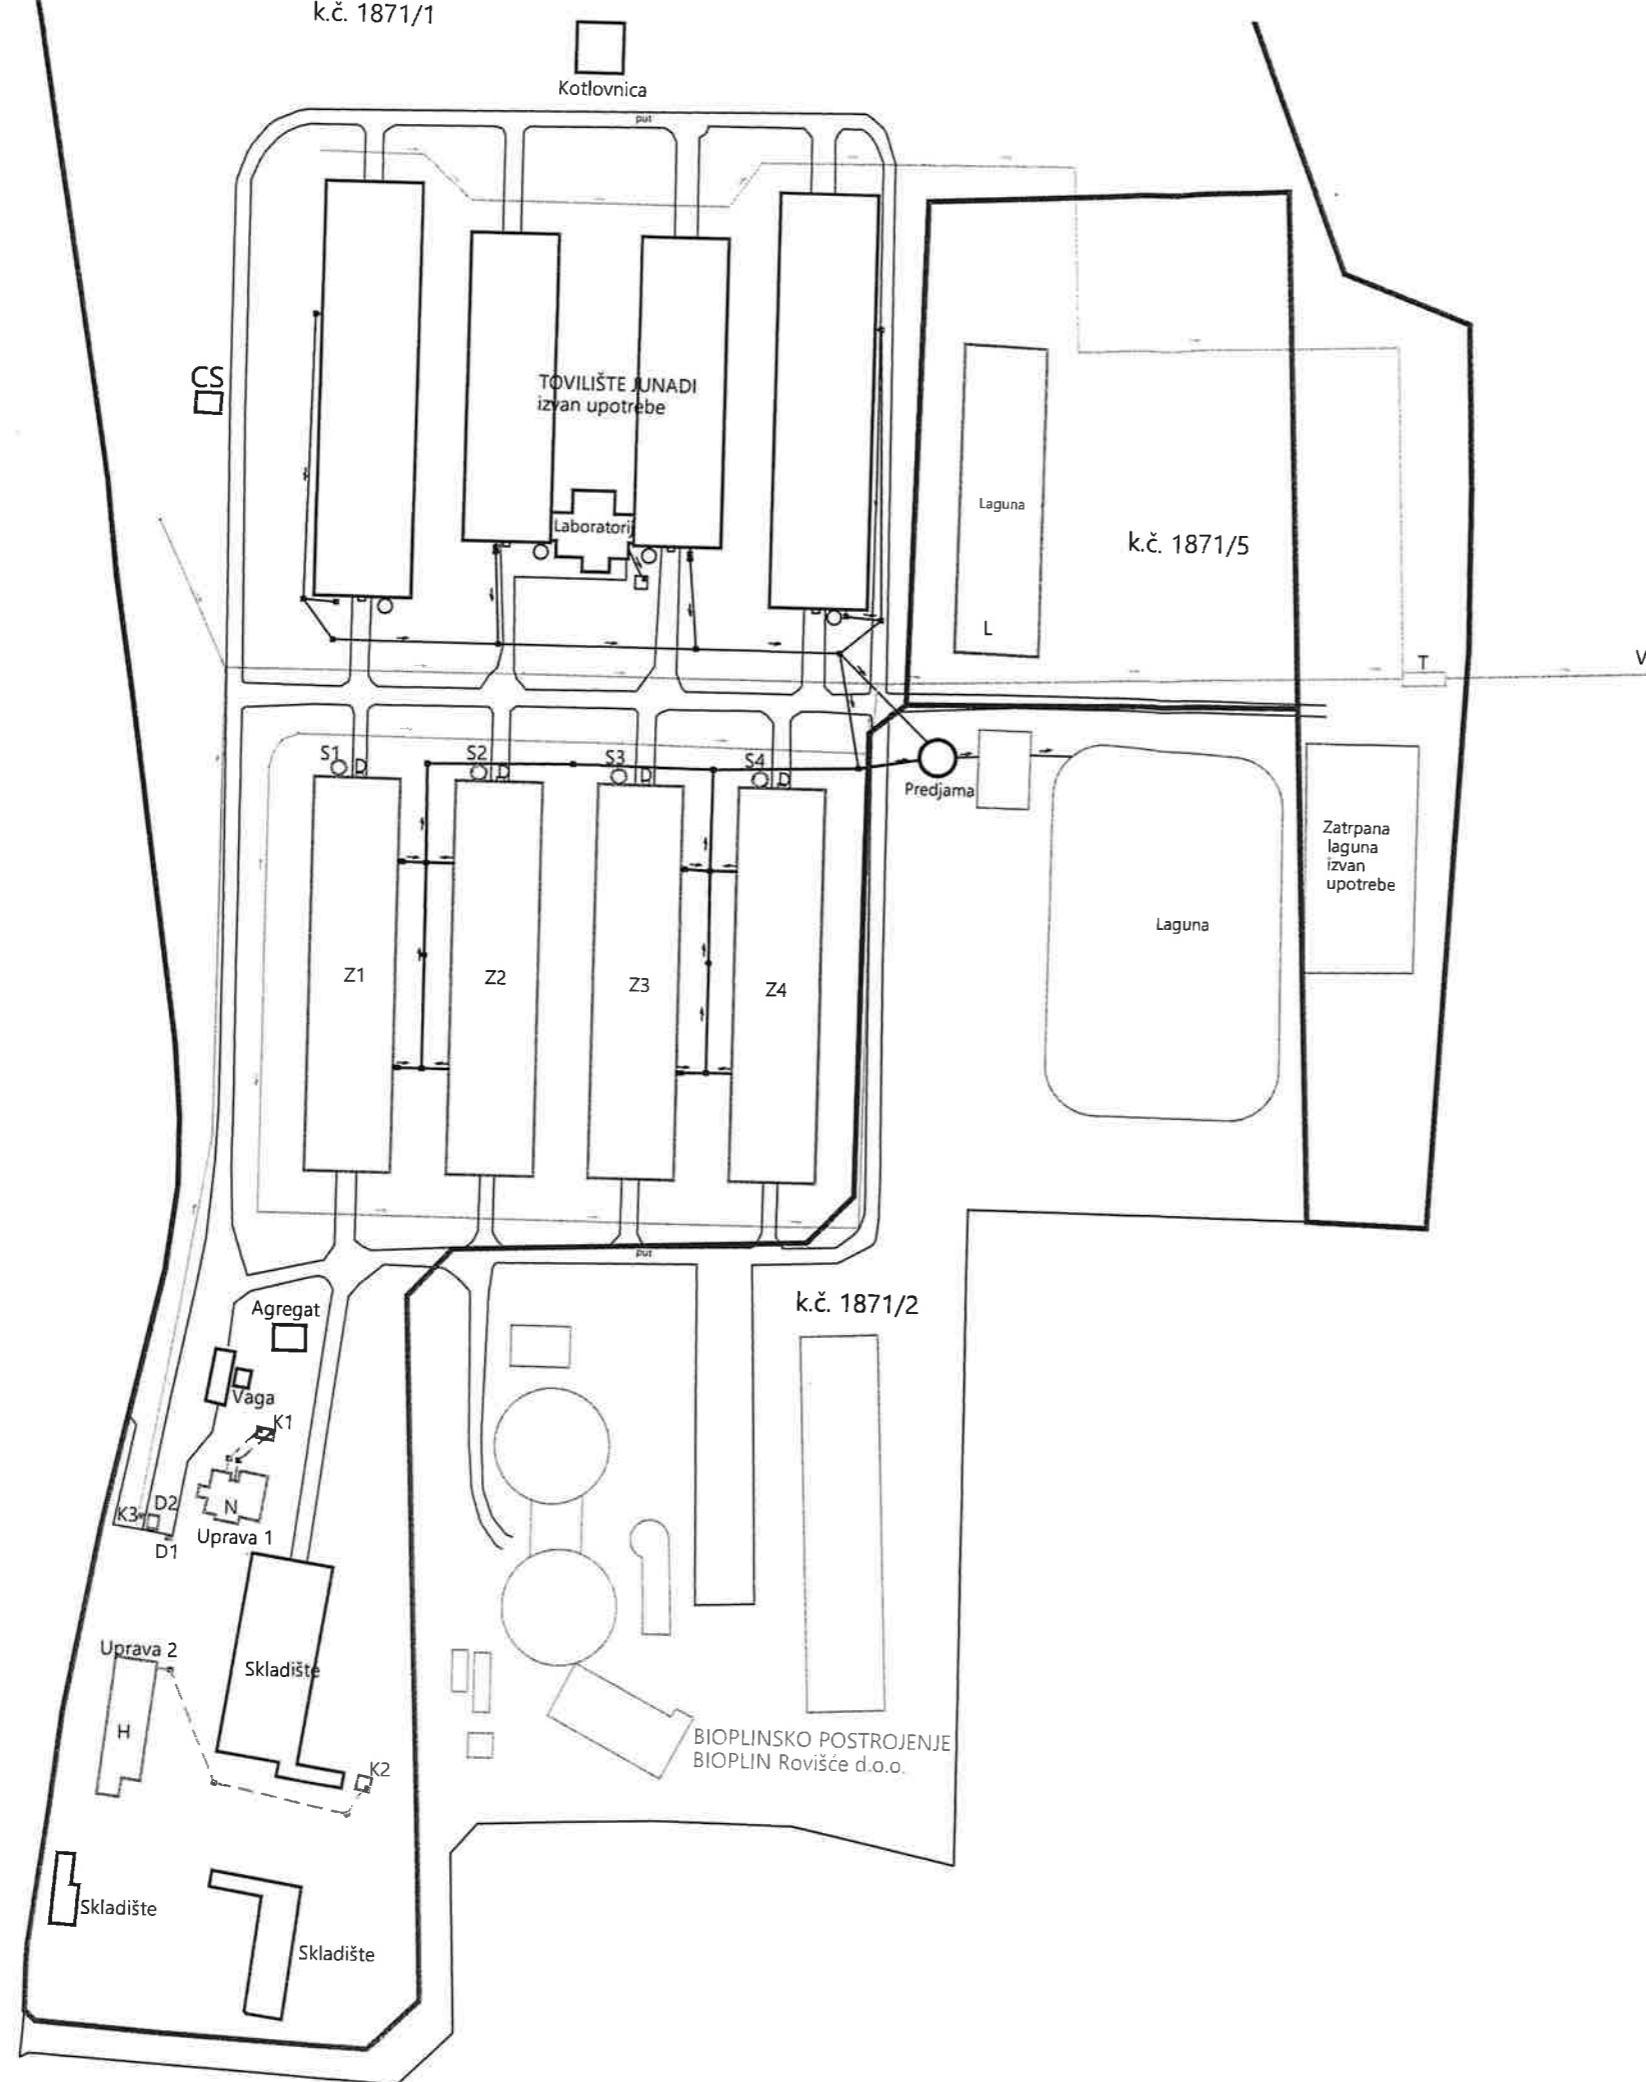 k.č. 1871/1
Kotlovnica
put
CS
TOVILIŠTE JUNADI
izvan upotrebe
Laboratorij
Laguna
k.č. 1871/5
L
T
V
S1
D
S2
D
S3
D
S4
D
Predjama
Zatrpana
laguna
izvan
upotrebe
Laguna
Z1
Z2
Z3
Z4
put
k.č. 1871/2
Agregat
Vaga
K1
K3
D2
N
D1
Uprava 1
Uprava 2
Skladište
H
K2
BIOPLINSKO POSTROJENJE
BIOPLIN Rovišće d.o.o.
Skladište
Skladište